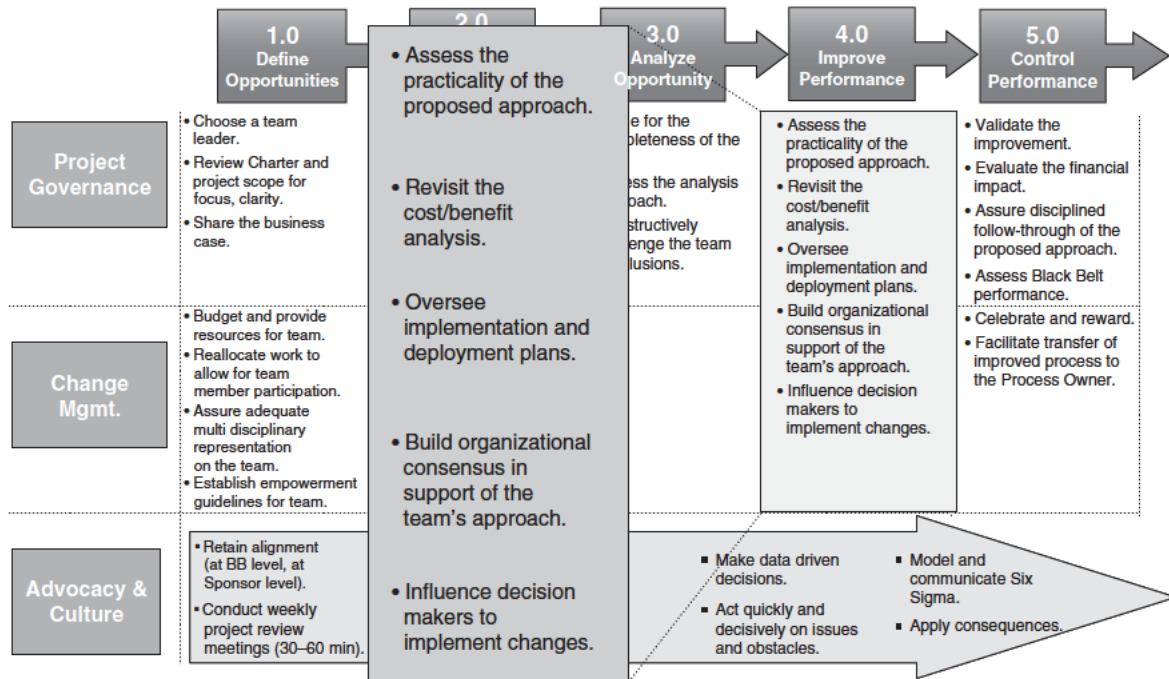 1.0
Define
Opportunities
2.0
3.0
Analyze
Opportunity
4.0
Improve
Performance
5.0
Control
Performance
Project
Governance
• Choose a team
leader.
• Review Charter and
project scope for
focus, clarity.
• Share the business
case.
• Assess the
practicality of the
proposed approach.
• Revisit the
cost/benefit
analysis.
• Oversee
implementation and
deployment plans.
• Build organizational
consensus in
support of the
team's approach.
• Influence decision
makers to
implement changes.
for the
of the
the analysis
the team
• Assess the
practicality of the
proposed approach.
• Revisit the
cost/benefit
analysis.
• Oversee
implementation and
deployment plans.
• Build organizational
consensus in
support of the
team's approach.
• Influence decision
makers to
implement changes.
• Validate the
improvement.
• Evaluate the financial
impact.
• Assure disciplined
follow-through of the
proposed approach.
• Assess Black Belt
performance.
Change
Mgmt.
• Budget and provide
resources for team.
• Reallocate work to
allow for team
member participation.
• Assure adequate
multi disciplinary
representation
on the team.
• Establish empowerment
guidelines for team.
• Celebrate and reward.
• Facilitate transfer of
improved process to
the Process Owner.
Advocacy &
Culture
▪ Retain alignment
(at BB level, at
Sponsor level).
▪ Conduct weekly
project review
meetings (30–60 min).
▪ Make data driven
decisions.
▪ Act quickly and
decisively on issues
and obstacles.
▪ Model and
communicate Six
Sigma.
▪ Apply consequences.